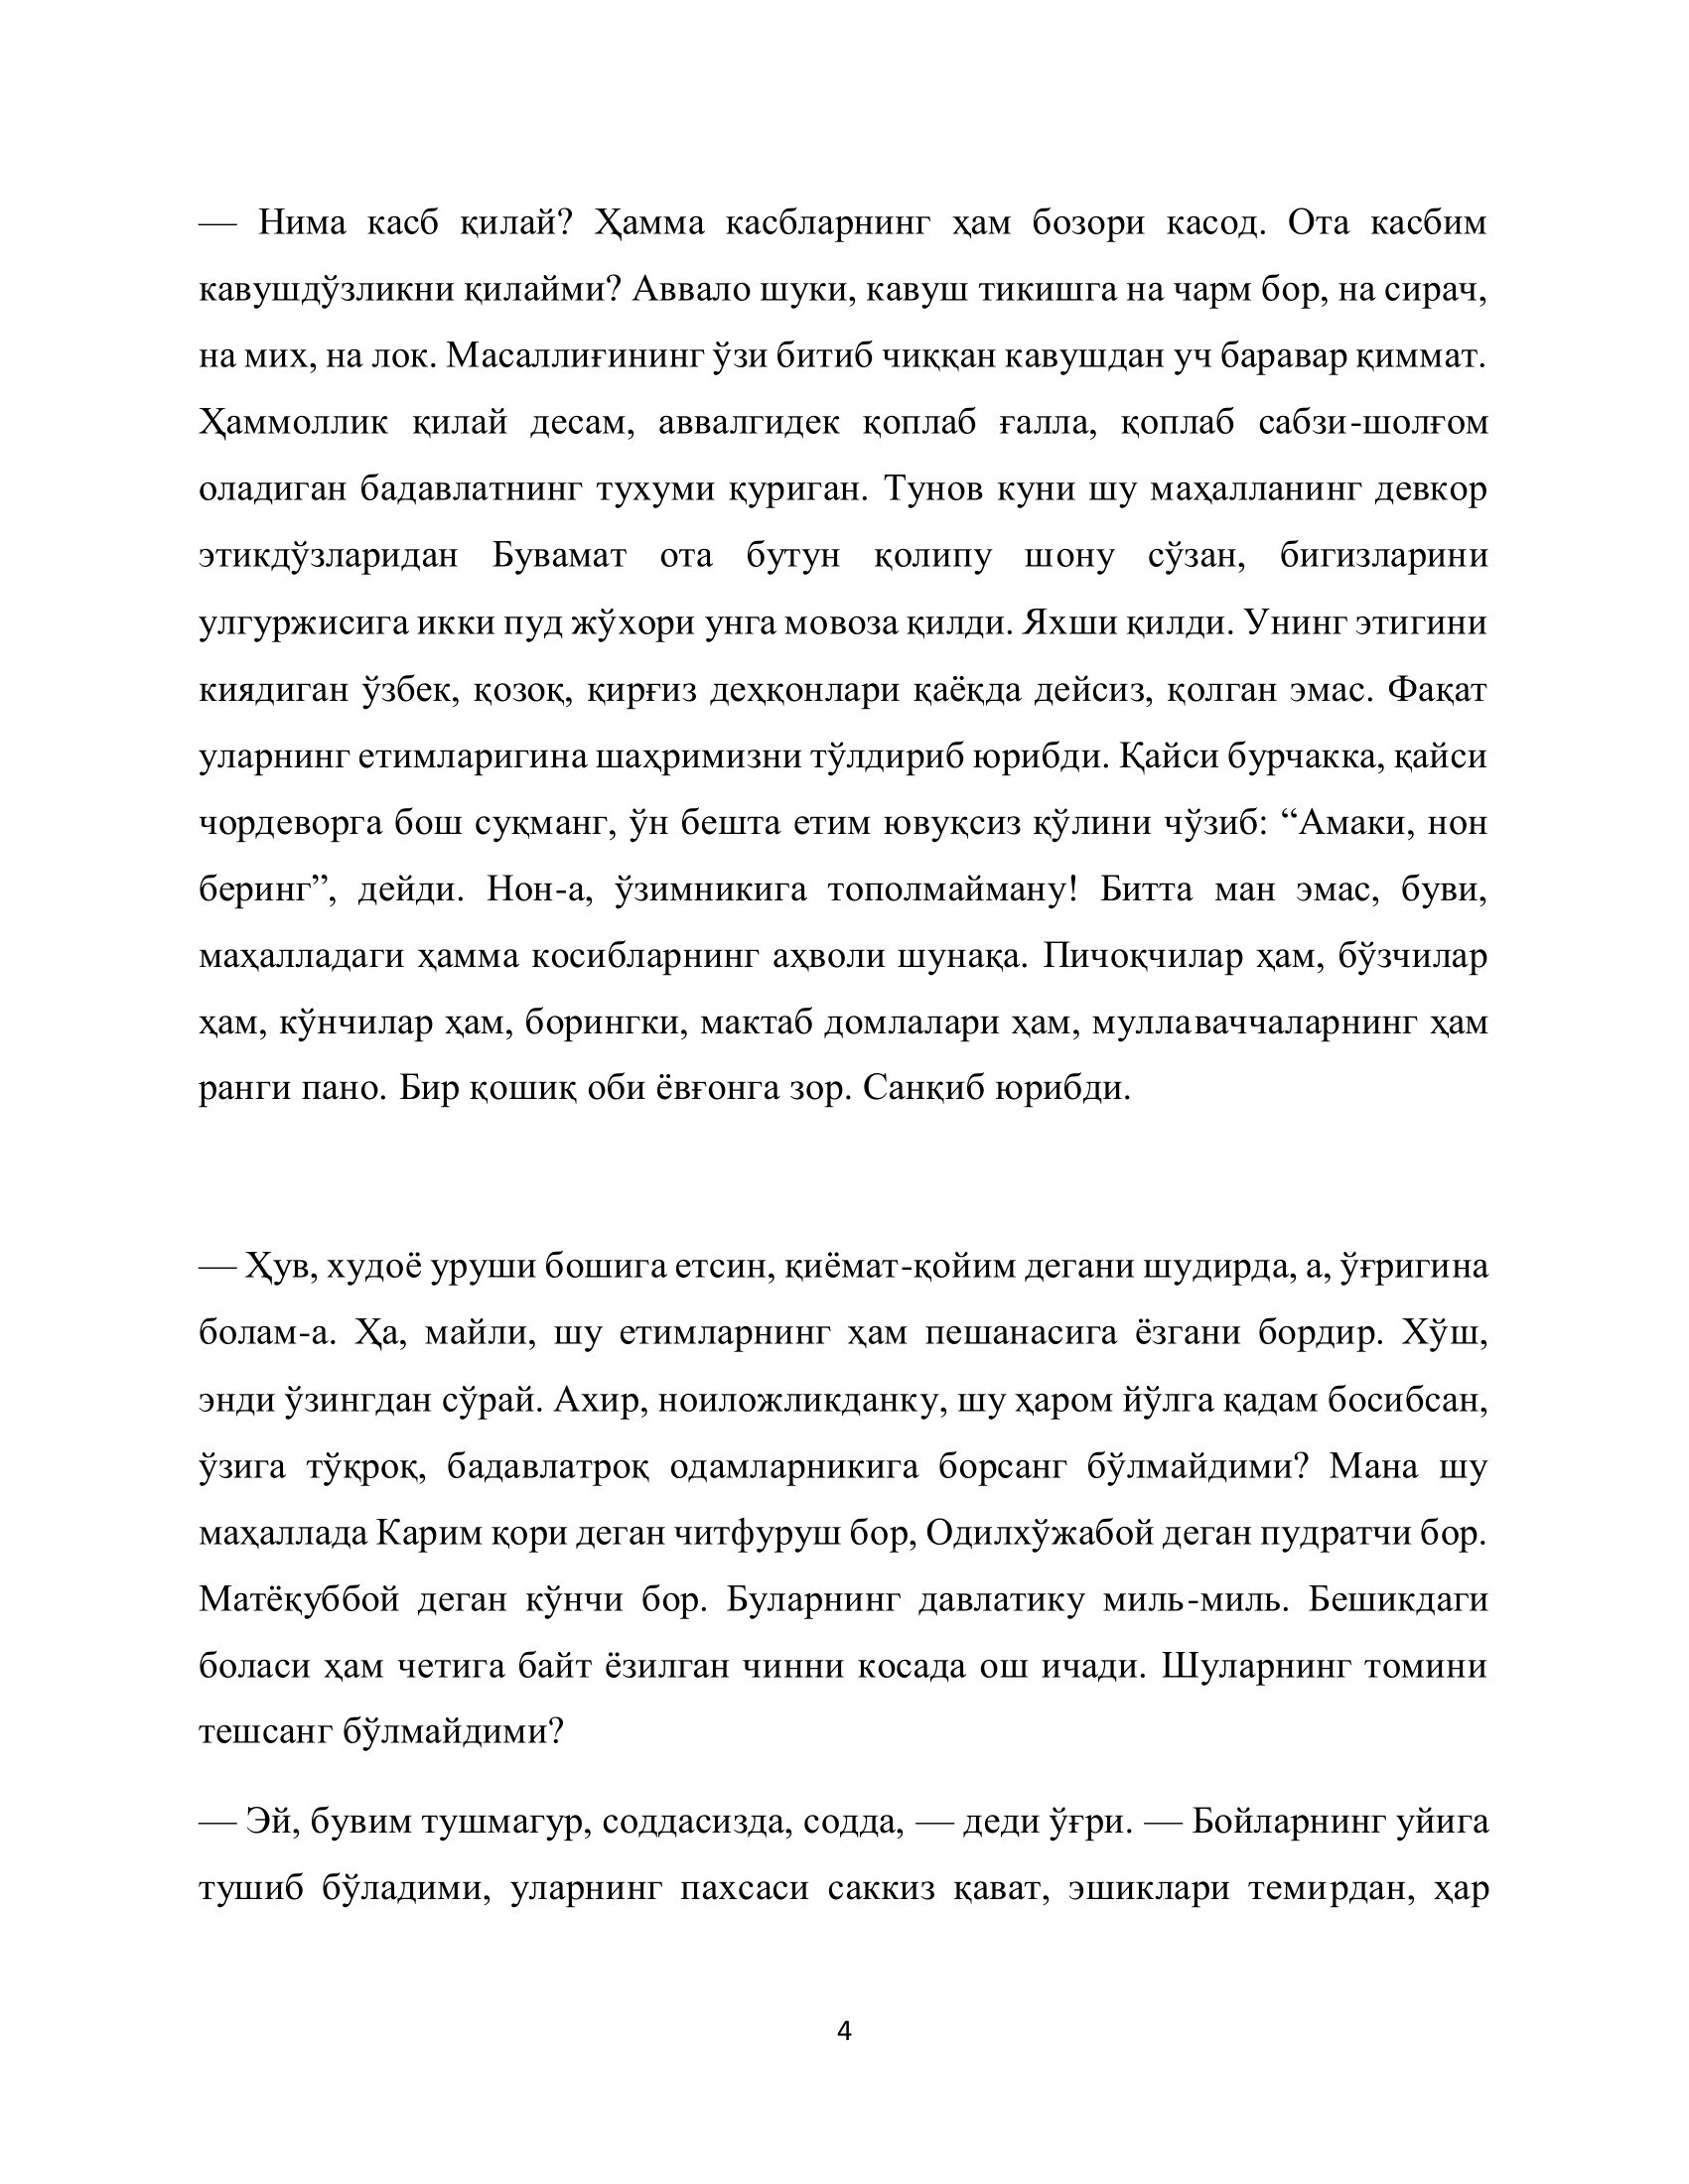 — Нима касб қилай? Ҳамма касбларнинг ҳам бозори касод. Ота касбим
кавушдўзликни қилайми? Аввало шуки, кавуш тикишга на чарм бор, на сирач,
на мих, на лок. Масаллиғининг ўзи битиб чиққан кавушдан уч баравар қиммат.
Ҳаммоллик қилай десам, аввалгидек қоплаб ғалла, қоплаб сабзи-шолғом
оладиган бадавлатнинг тухуми қуриган. Тунов куни шу маҳалланинг девкор
этикдўзларидан Бувамат ота бутун қолипу шону сўзан, бигизларини
улгуржисига икки пуд жўхори унга мовоза қилди. Яхши қилди. Унинг этигини
киядиган ўзбек, қозоқ, қирғиз деҳқонлари қаёқда дейсиз, қолган эмас. Фақат
уларнинг етимларигина шаҳримизни тўлдириб юрибди. Қайси бурчакка, қайси
чордеворга бош суқманг, ўн бешта етим ювуқсиз қўлини чўзиб: “Амаки, нон
беринг”, дейди. Нон-а, ўзимникига тополмайману! Битта ман эмас, буви,
маҳалладаги ҳамма косибларнинг аҳволи шунақа. Пичоқчилар ҳам, бўзчилар
ҳам, кўнчилар ҳам, борингки, мактаб домлалари ҳам, муллаваччаларнинг ҳам
ранги пано. Бир қошиқ оби ёвғонга зор. Санқиб юрибди.
— Ҳув, худоё уруши бошига етсин, қиёмат-қойим дегани шудирда, а, ўғригина
болам-а. Ҳа, майли, шу етимларнинг ҳам пешанасига ёзгани бордир. Хўш,
энди ўзингдан сўрай. Ахир, ноиложликданку, шу ҳаром йўлга қадам босибсан,
ўзига тўқроқ, бадавлатроқ одамларникига борсанг бўлмайдими? Мана шу
маҳаллада Карим қори деган читфуруш бор, Одилхўжабой деган пудратчи бор.
Матёқуббой деган кўнчи бор. Буларнинг давлатику миль-миль. Бешикдаги
боласи ҳам четига байт ёзилган чинни косада ош ичади. Шуларнинг томини
тешсанг бўлмайдими?
— Эй, бувим тушмагур, соддасизда, содда, — деди ўғри. — Бойларнинг уйига
тушиб бўладими, уларнинг пахсаси саккиз қават, эшиклари темирдан, ҳар
4